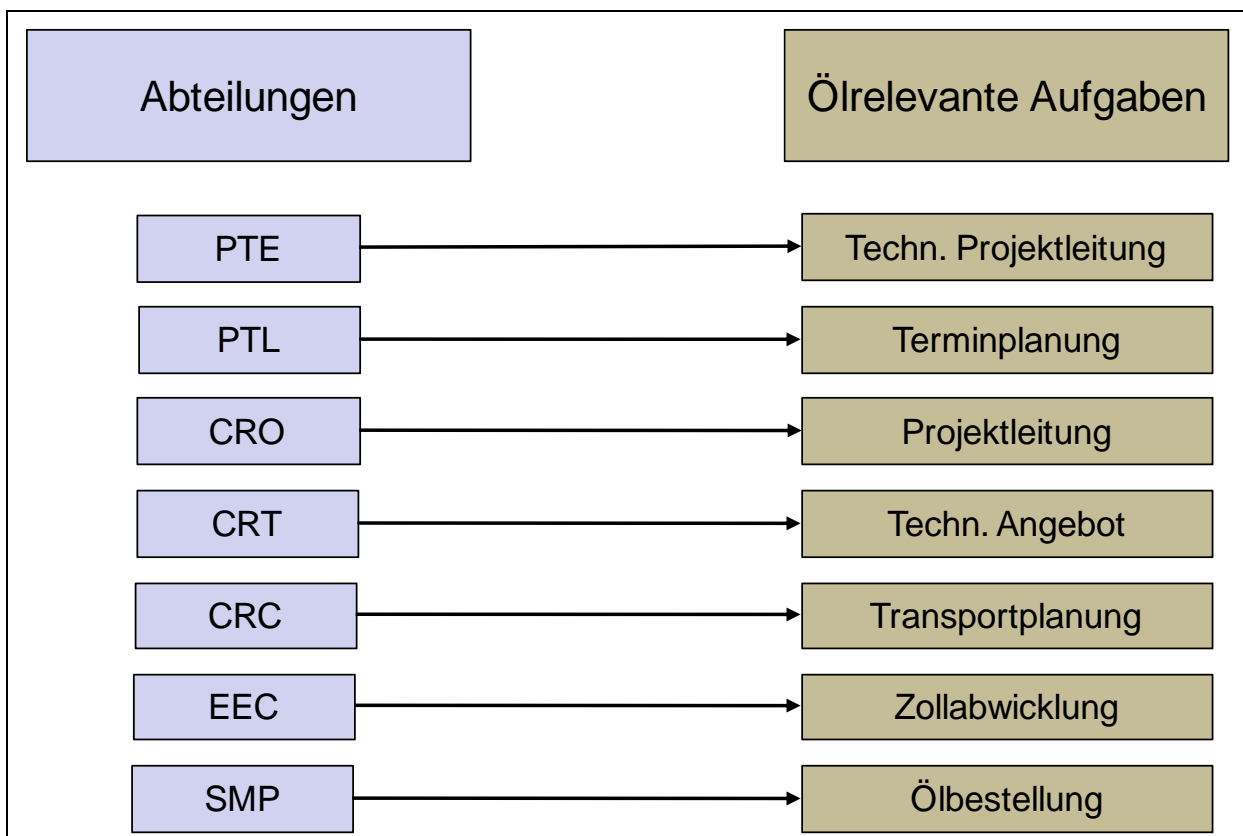 Abteilungen
Ölrelevante Aufgaben
PTE
Techn. Projektleitung
PTL
Terminplanung
CRO
Projektleitung
CRT
Techn. Angebot
CRC
Transportplanung
EEC
Zollabwicklung
SMP
Ölbestellung